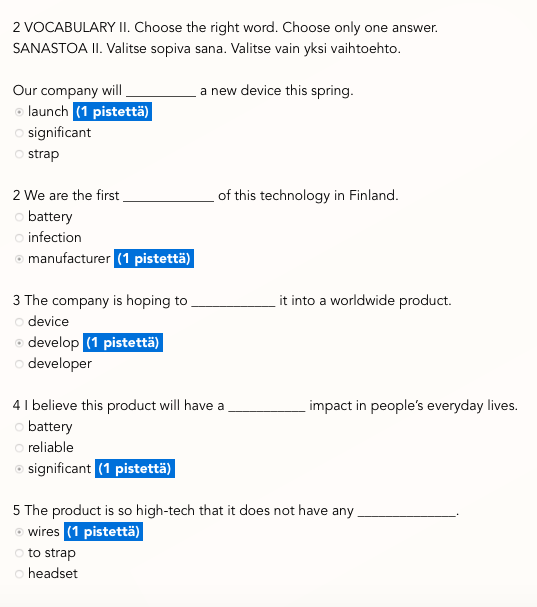 2 VOCABULARY II. Choose the right word. Choose only one answer.
SANASTOA II. Valitse sopiva sana. Valitse vain yksi vaihtoehto.
Our company will __________ a new device this spring.
launch (1 pistettä)
significant
strap
2 We are the first _____________ of this technology in Finland.
battery
infection
manufacturer (1 pistettä)
3 The company is hoping to ____________ it into a worldwide product.
device
develop (1 pistettä)
developer
4 I believe this product will have a ___________ impact in people’s everyday lives.
battery
reliable
significant (1 pistettä)
5 The product is so high-tech that it does not have any ______________.
wires (1 pistettä)
to strap
headset